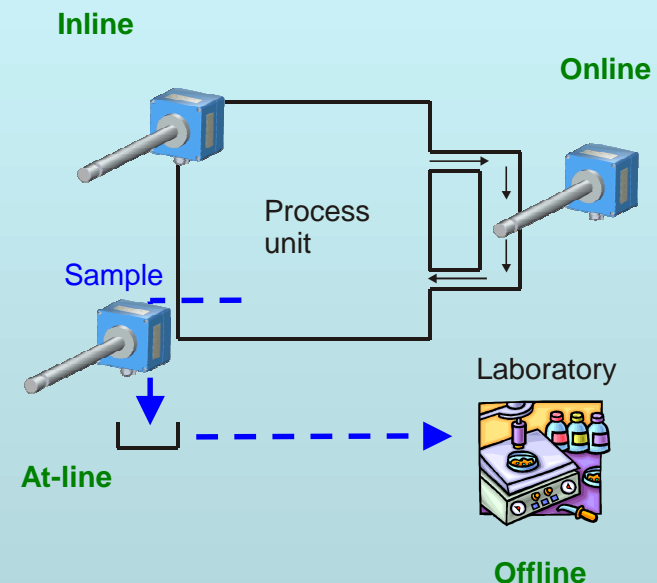 Inline
Online
Process
unit
Sample
Laboratory
At-line
Offline